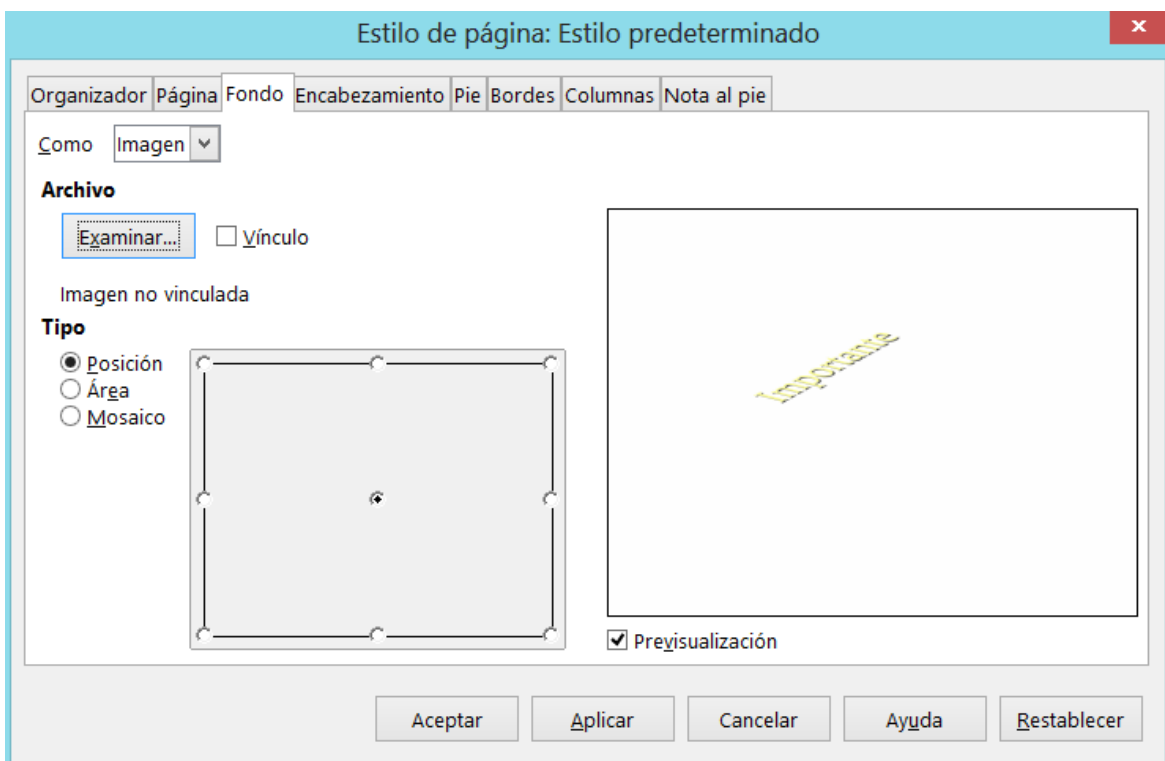 Estilo de página: Estilo predeterminado
Organizador Página Fondo Encabezamiento Pie Bordes Columnas Nota al pie
Como Imagen
Archivo
Examinar... Vínculo
Imagen no vinculada
Tipo
Posición
Área
Mosaico
Importante
Previsualización
Aceptar Aplicar Cancelar Ayuda Restablecer